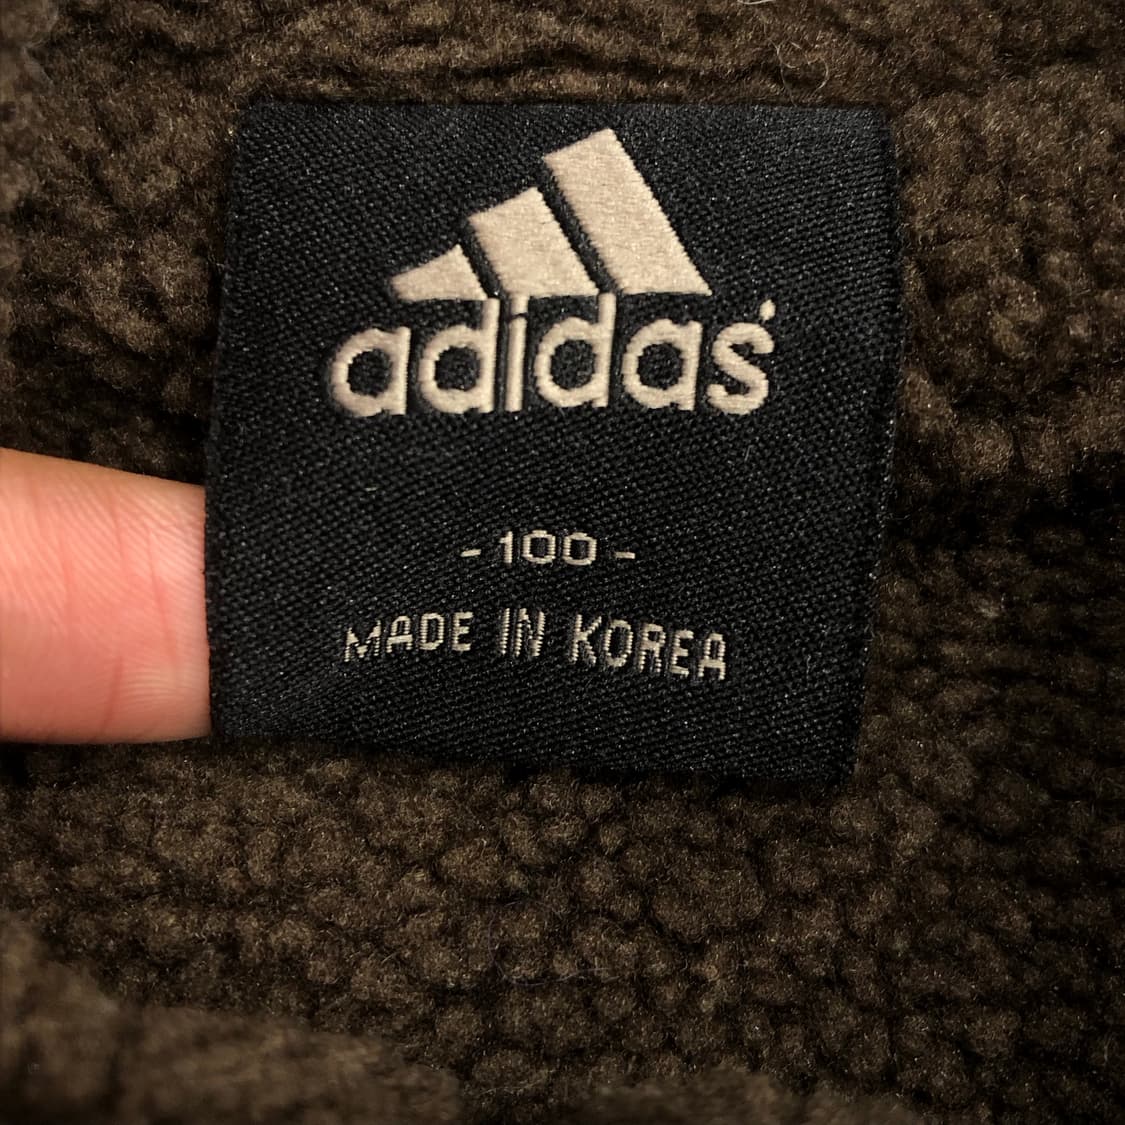 adidas
- 100 -
MADE IN KOREA